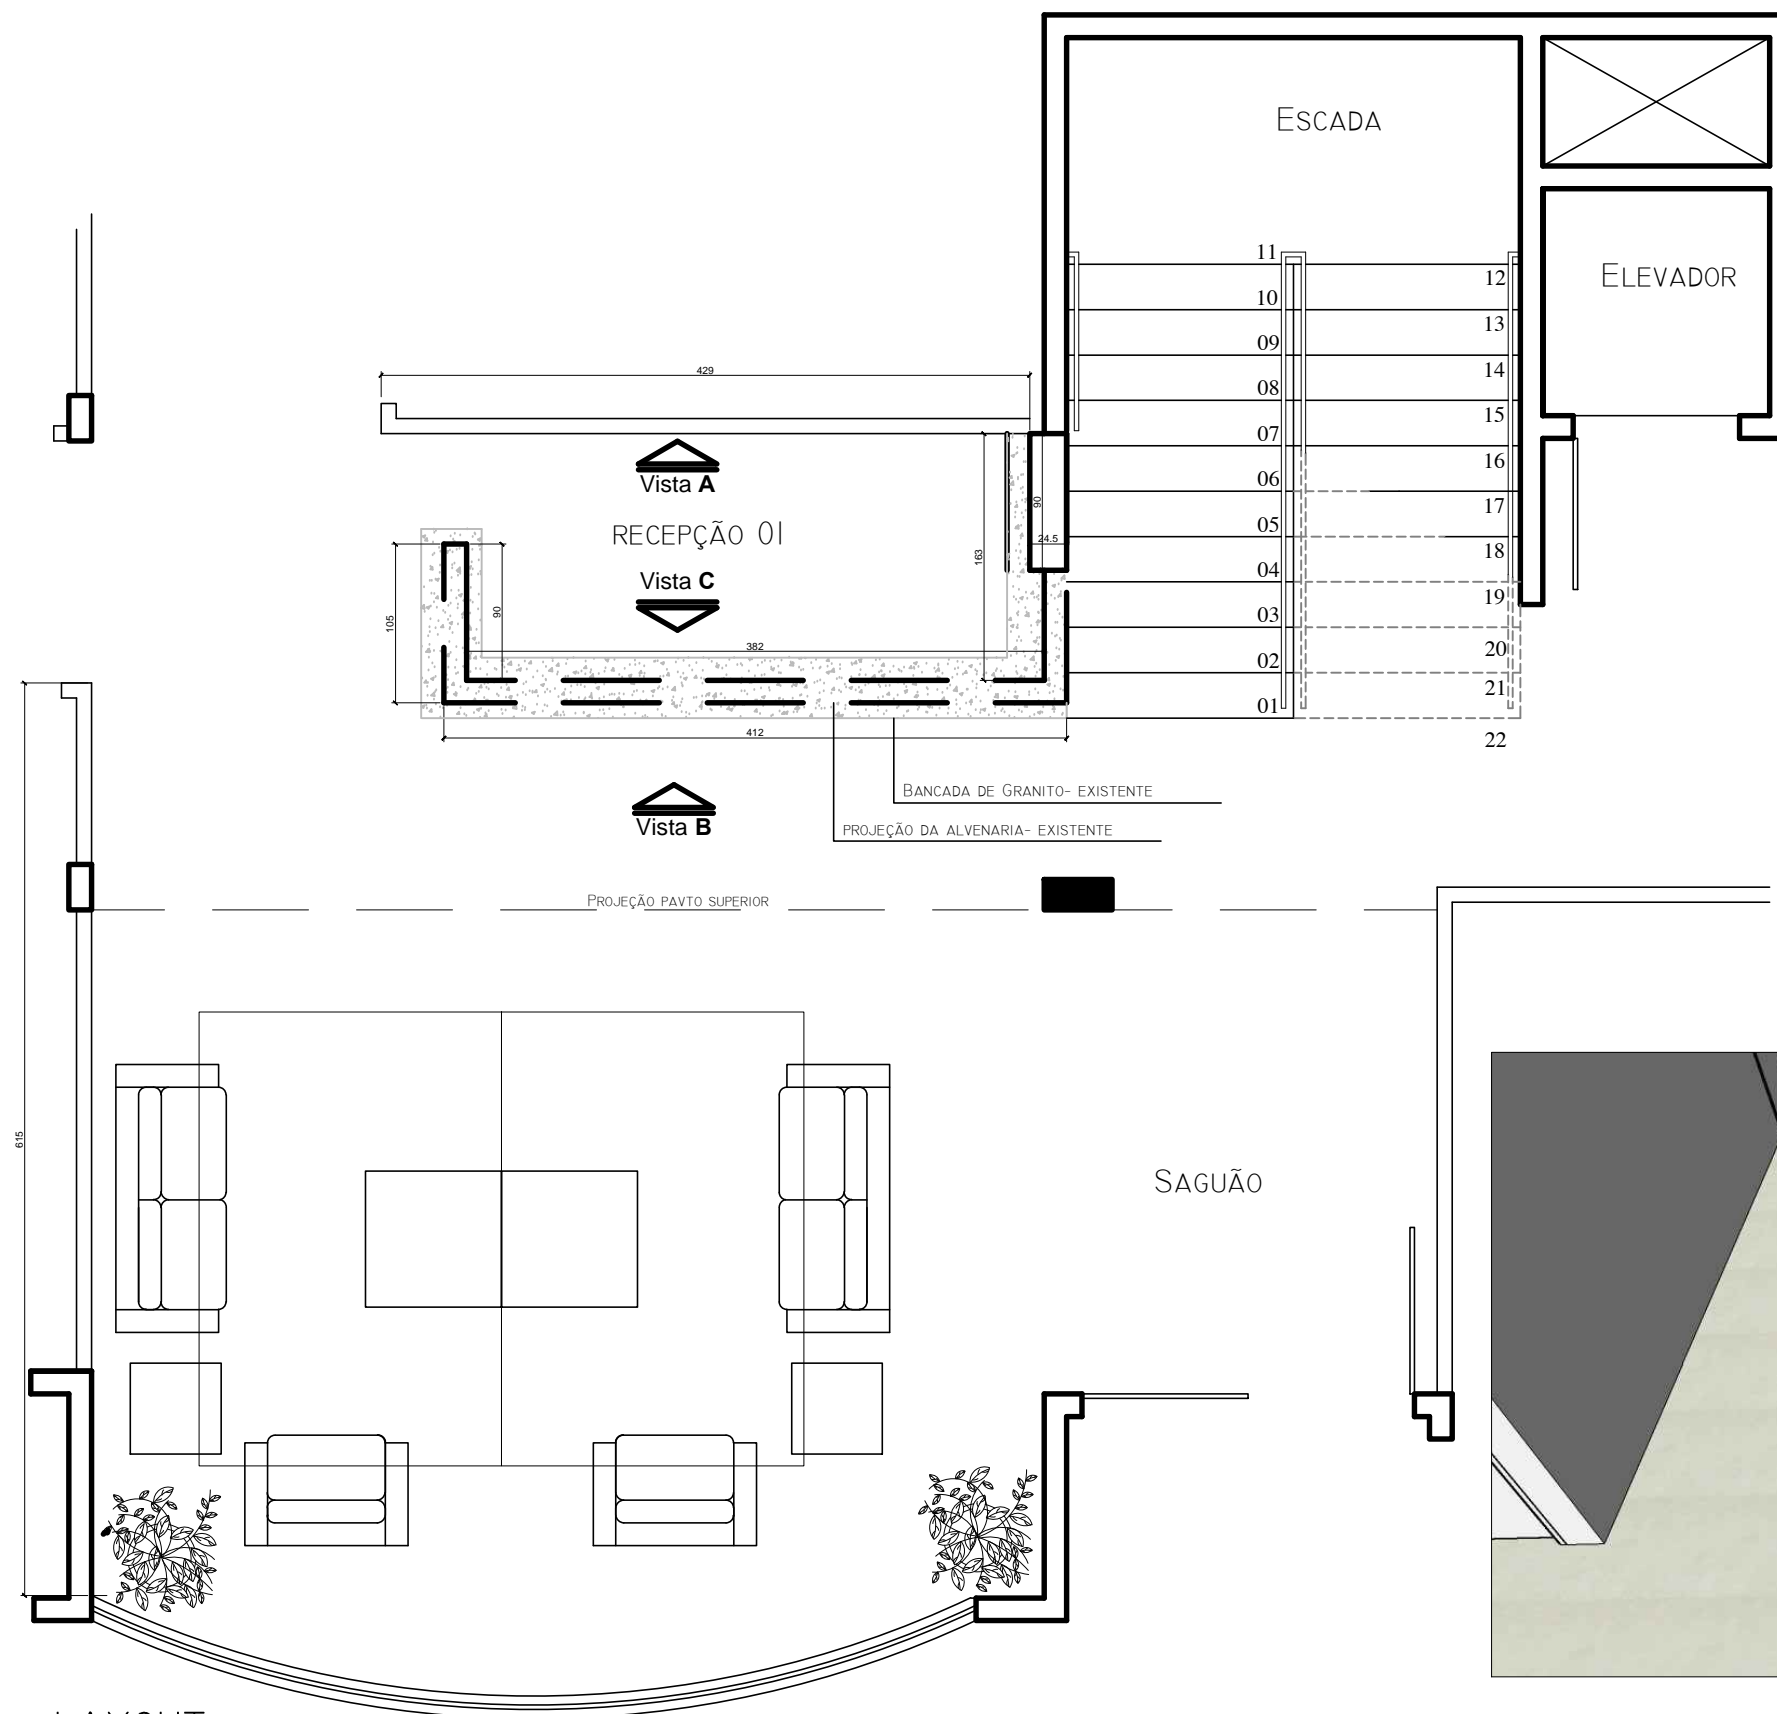 ESCADA
ELEVADOR
11
12
10
13
09
14
08
15
07
16
06
17
05
18
04
19
03
20
02
21
01
22
429
Vista A
RECEPÇÃO 01
90
24.5
163
Vista C
105
90
382
412
BANCADA DE GRANITO- EXISTENTE
Vista B
PROJEÇÃO DA ALVENARIA- EXISTENTE
PROJEÇÃO PAVTO SUPERIOR
615
SAGUÃO
LAYOUT